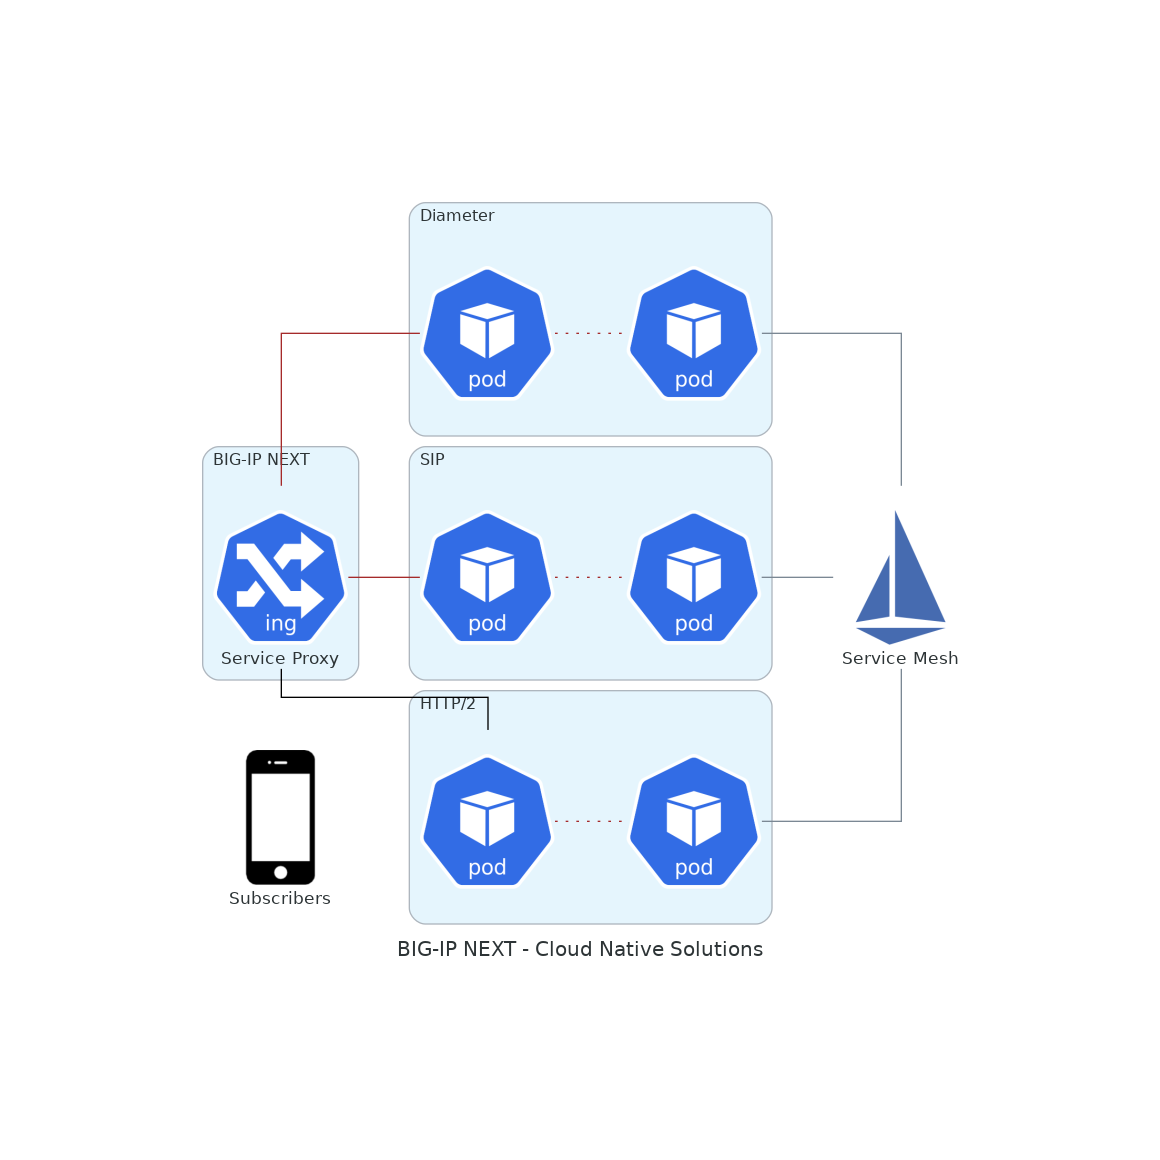 Diameter
pod
pod
BIG-IP NEXT
ing
Service Proxy
SIP
pod
pod
Service Mesh
HTTP/2
pod
pod
Subscribers
BIG-IP NEXT - Cloud Native Solutions